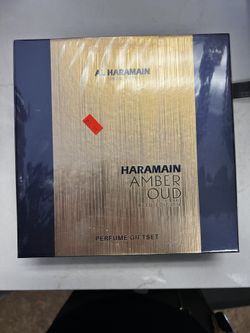 AL HARAMAIN
HARAMAIN
AMBER
OUD
PERFUME GIFTSET